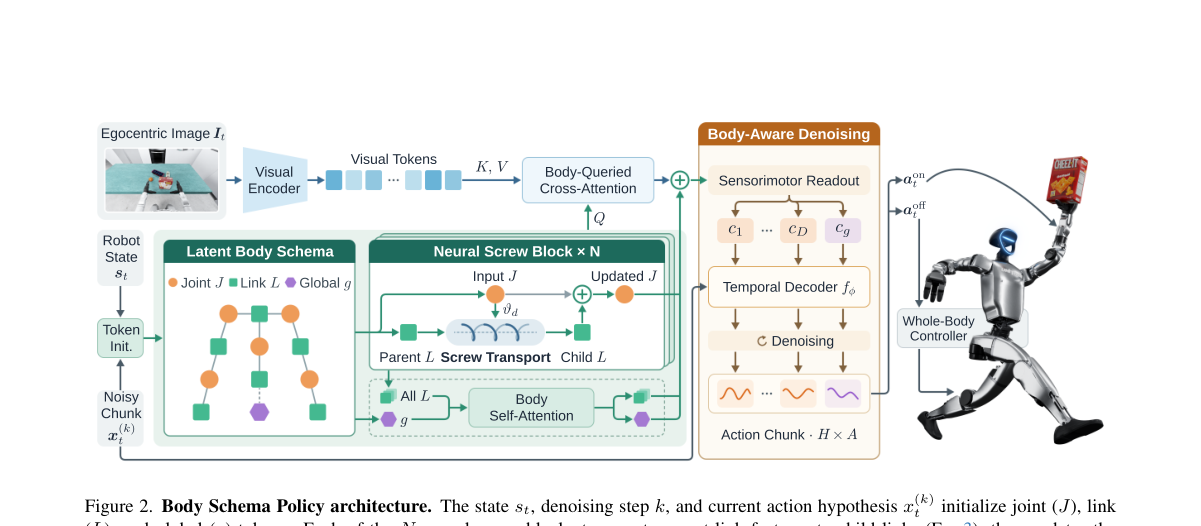 Egocentric Image I_t
Visual Encoder
Visual Tokens
...
K, V
Body-Queried Cross-Attention
Q
Robot State s_t
Token Init.
Noisy Chunk x_t^(k)
Latent Body Schema
Joint J Link L Global g
Neural Screw Block × N
Input J
Updated J
ϑ_d
Parent L Screw Transport Child L
All L
g
Body Self-Attention
Body-Aware Denoising
Sensorimotor Readout
c_1 ... c_D c_g
Temporal Decoder f_ϕ
Denoising
...
Action Chunk · H × A
a_t^on
a_t^off
Whole-Body Controller
CHEEZ-IT
Figure 2. Body Schema Policy architecture. The state s_t, denoising step k, and current action hypothesis x_t^(k) initialize joint (J), link